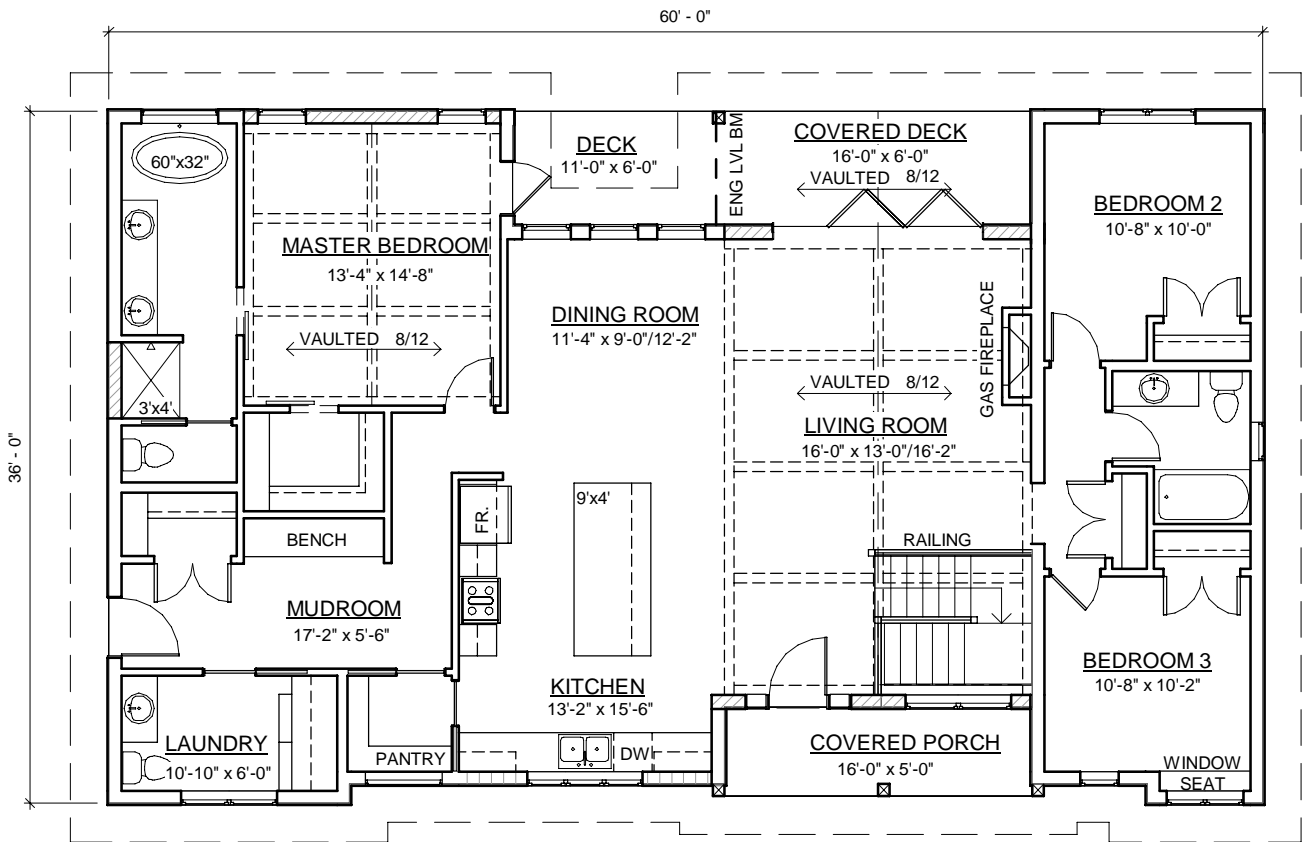 60' - 0"
36' - 0"
60"x32"
MASTER BEDROOM
13'-4" x 14'-8"
VAULTED 8/12
3'x4'
DECK
11'-0" x 6'-0"
ENG LVL BM
COVERED DECK
16'-0" x 6'-0"
VAULTED 8/12
BEDROOM 2
10'-8" x 10'-0"
DINING ROOM
11'-4" x 9'-0"/12'-2"
GAS FIREPLACE
VAULTED 8/12
LIVING ROOM
16'-0" x 13'-0"/16'-2"
FR.
9'x4'
BENCH
RAILING
MUDROOM
17'-2" x 5'-6"
KITCHEN
13'-2" x 15'-6"
BEDROOM 3
10'-8" x 10'-2"
LAUNDRY
10'-10" x 6'-0"
PANTRY
DW
COVERED PORCH
16'-0" x 5'-0"
WINDOW
SEAT